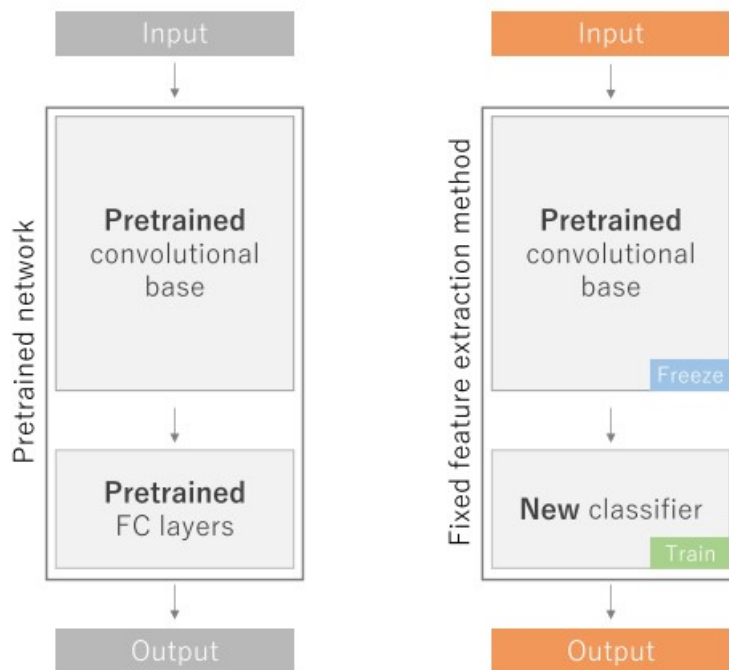 Input
Pretrained network
Pretrained
convolutional
base
Pretrained
FC layers
Output
Input
Fixed feature extraction method
Pretrained
convolutional
base
Freeze
New classifier
Train
Output